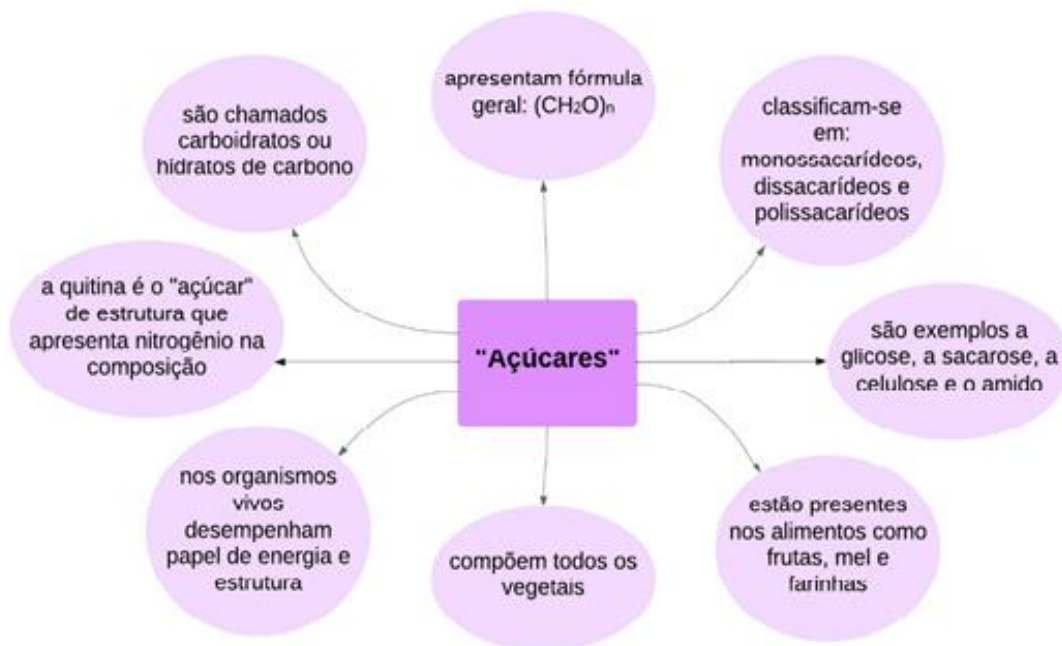 apresentam fórmula
geral: (CH₂O)ₙ
são chamados
carboidratos ou
hidratos de carbono
classificam-se
em:
monossacarídeos,
dissacarídeos e
polissacarídeos
a quitina é o "açúcar"
de estrutura que
apresenta nitrogênio na
composição
"Açúcares"
são exemplos a
glicose, a sacarose, a
celulose e o amido
nos organismos
vivos
desempenham
papel de energia e
estrutura
compõem todos os
vegetais
estão presentes
nos alimentos como
frutas, mel e
farinhas